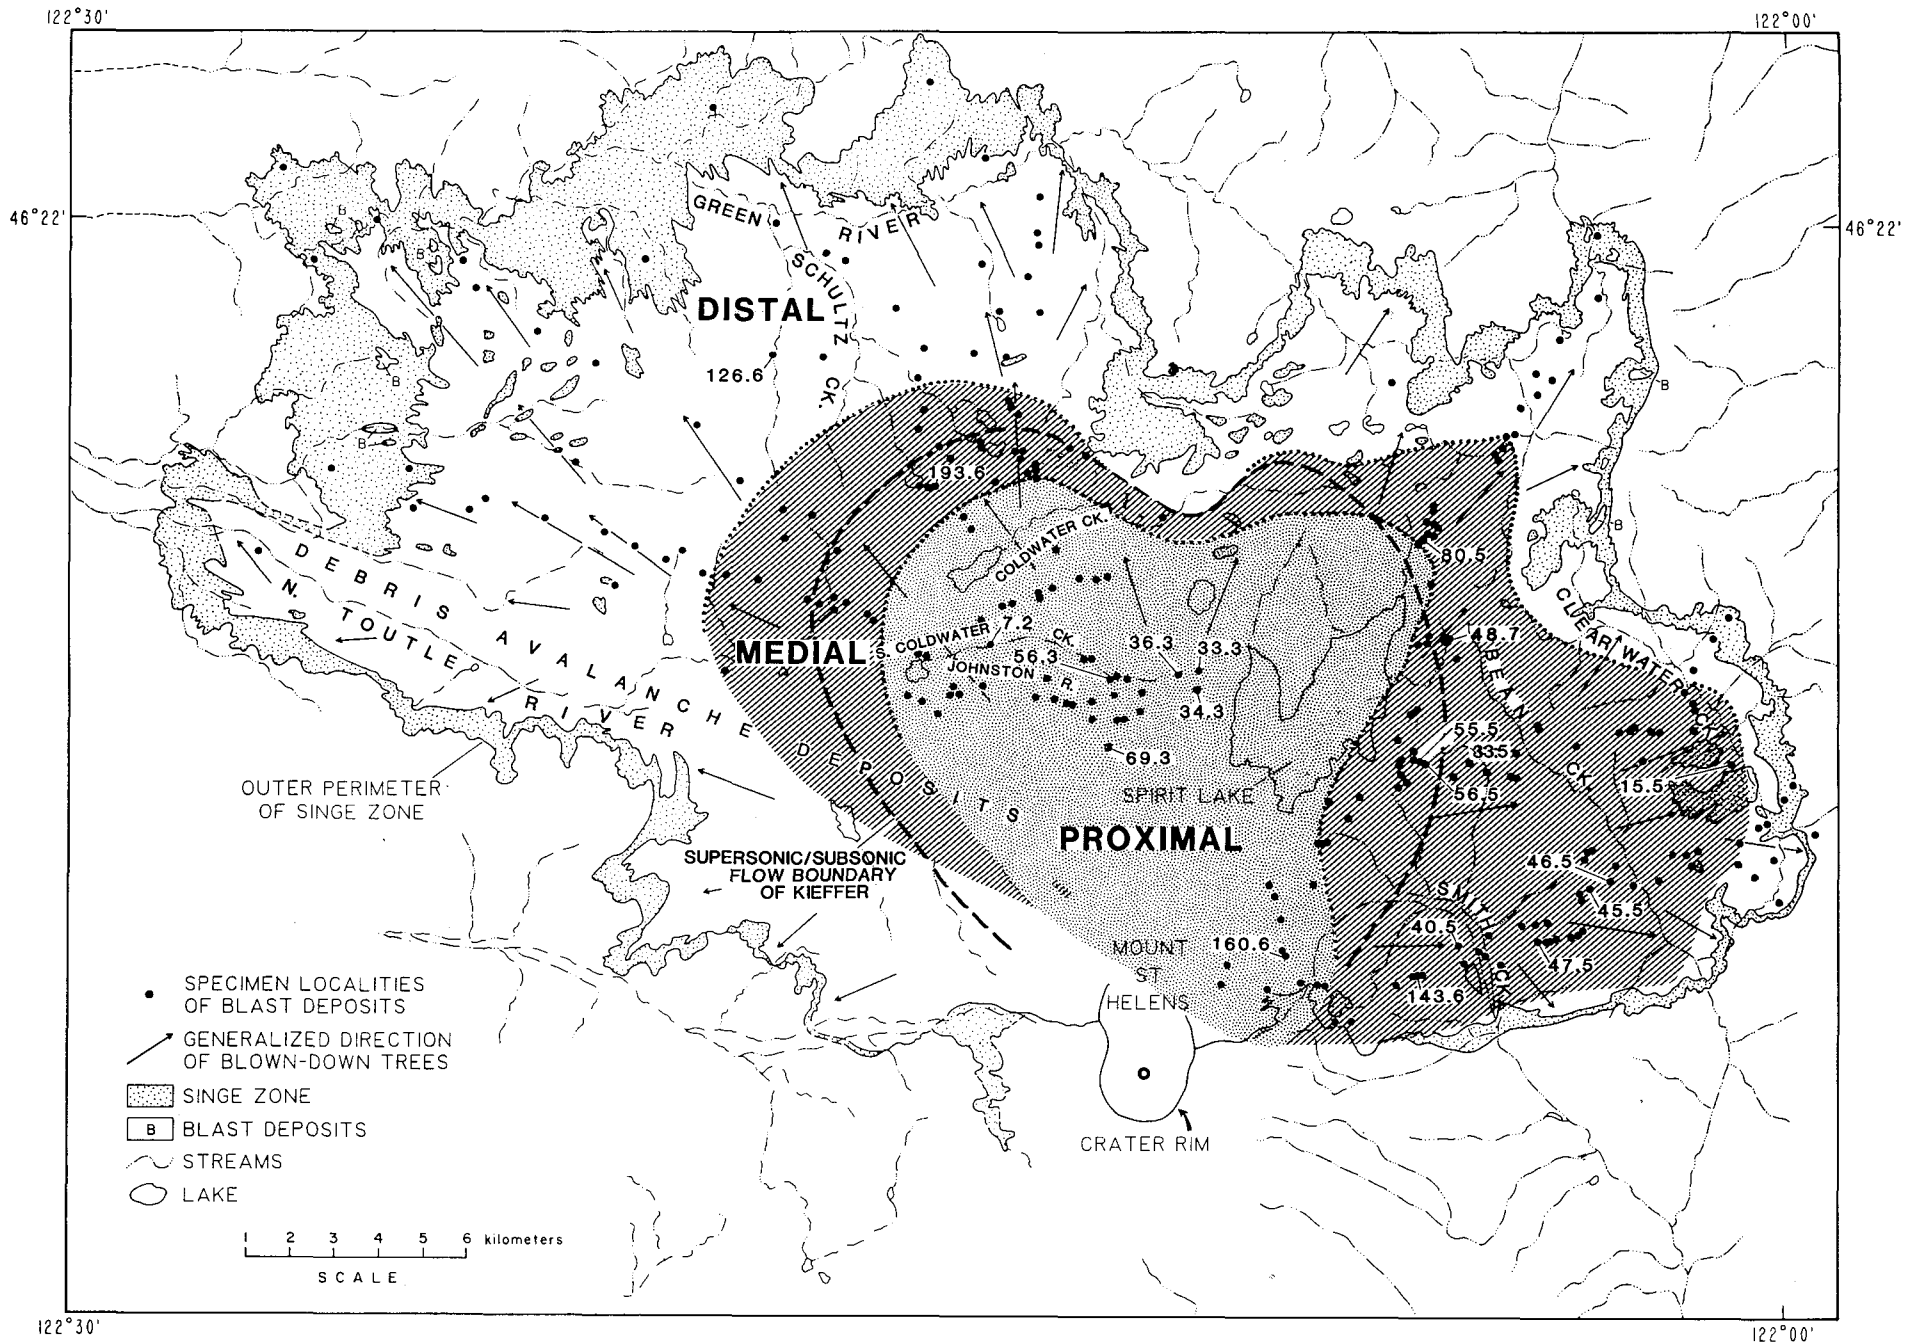 122°30'
122°00'
46°22'
46°22'
GREEN
RIVER
SCHULTZ
CK.
DISTAL
126.6
B
B
B
B
B
B
193.6
COLDWATER CK.
80.5
DEBRIS AVALANCHE DEPOSITS
N. TOUTLE RIVER
CLEARWATER
CK.
MEDIAL
S. COLDWATER
CK.
7.2
36.3
33.3
48.7
BEAN
CK.
56.3
JOHNSTON
R.
34.3
55.5
33.5
69.3
56.5
15.5
SPIRIT LAKE
PROXIMAL
OUTER PERIMETER
OF SINGE ZONE
SUPERSONIC/SUBSONIC
FLOW BOUNDARY
OF KIEFFER
46.5
SMITH
CK.
45.5
40.5
160.6
47.5
MOUNT
ST
HELENS
143.6
SPECIMEN LOCALITIES
OF BLAST DEPOSITS
GENERALIZED DIRECTION
OF BLOWN-DOWN TREES
SINGE ZONE
B BLAST DEPOSITS
STREAMS
LAKE
CRATER RIM
1 2 3 4 5 6 kilometers
SCALE
122°30'
122°00'